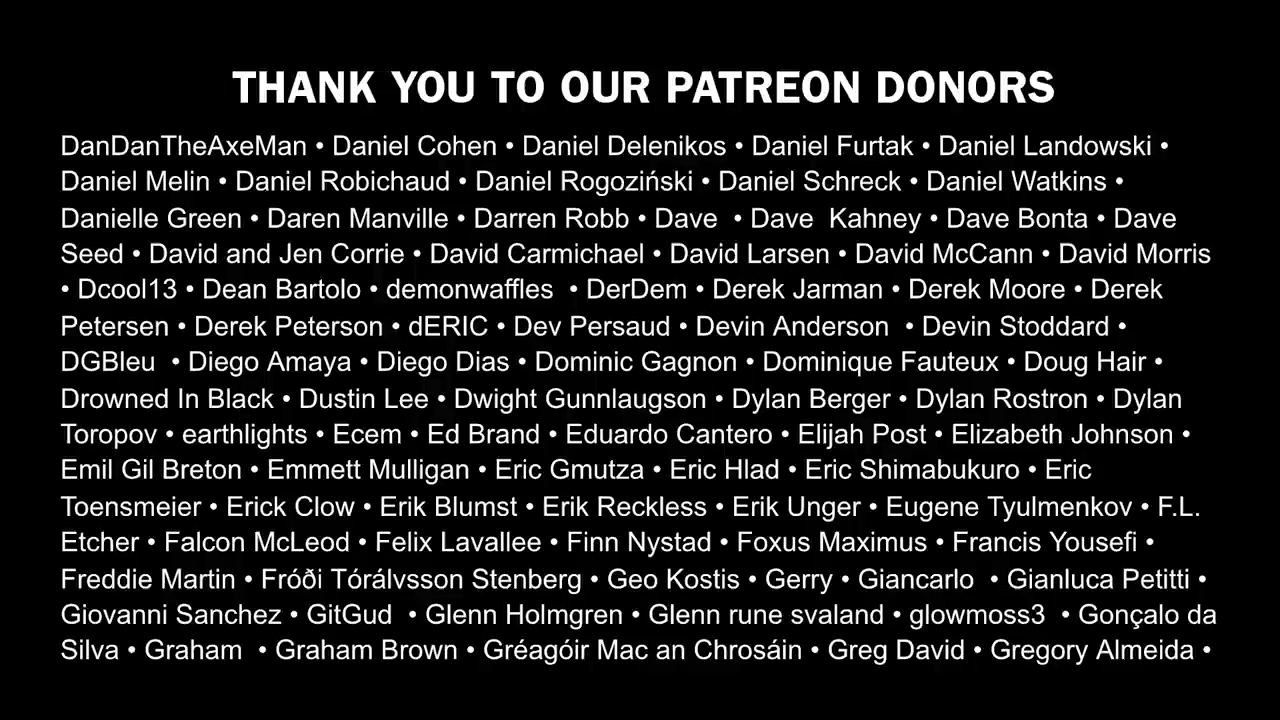 THANK YOU TO OUR PATREON DONORS
DanDanTheAxeMan • Daniel Cohen • Daniel Delenikos • Daniel Furtak • Daniel Landowski •
Daniel Melin • Daniel Robichaud • Daniel Rogoziński • Daniel Schreck • Daniel Watkins •
Danielle Green • Daren Manville • Darren Robb • Dave  • Dave  Kahney • Dave Bonta • Dave
Seed • David and Jen Corrie • David Carmichael • David Larsen • David McCann • David Morris
• Dcool13 • Dean Bartolo • demonwaffles  • DerDem • Derek Jarman • Derek Moore • Derek
Petersen • Derek Peterson • dERIC • Dev Persaud • Devin Anderson  • Devin Stoddard •
DGBleu  • Diego Amaya • Diego Dias • Dominic Gagnon • Dominique Fauteux • Doug Hair •
Drowned In Black • Dustin Lee • Dwight Gunnlaugson • Dylan Berger • Dylan Rostron • Dylan
Toropov • earthlights • Ecem • Ed Brand • Eduardo Cantero • Elijah Post • Elizabeth Johnson •
Emil Gil Breton • Emmett Mulligan • Eric Gmutza • Eric Hlad • Eric Shimabukuro • Eric
Toensmeier • Erick Clow • Erik Blumst • Erik Reckless • Erik Unger • Eugene Tyulmenkov • F.L.
Etcher • Falcon McLeod • Felix Lavallee • Finn Nystad • Foxus Maximus • Francis Yousefi •
Freddie Martin • Fróði Tórálvsson Stenberg • Geo Kostis • Gerry • Giancarlo  • Gianluca Petitti •
Giovanni Sanchez • GitGud  • Glenn Holmgren • Glenn rune svaland • glowmoss3  • Gonçalo da
Silva • Graham  • Graham Brown • Gréagóir Mac an Chrosáin • Greg David • Gregory Almeida •